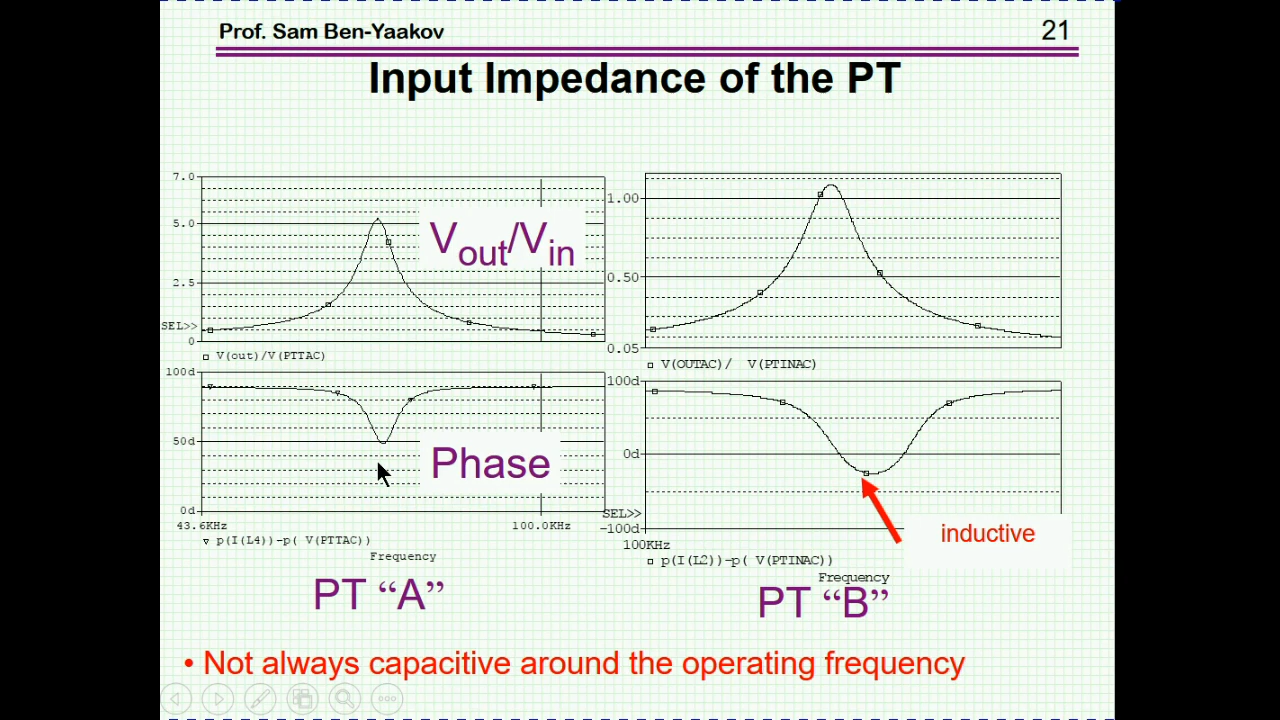 Prof. Sam Ben-Yaakov
21
Input Impedance of the PT
7.0
5.0
2.5
SEL>>
0
Vout/Vin
V(out)/V(PTTAC)
100d
50d
0d
Phase
43.6KHz
100.0KHz
p(I(L4))-p( V(PTTAC))
Frequency
PT “A”
1.00
0.50
0.05
V(OUTAC)/ V(PTINAC)
100d
0d
SEL>>
-100d
100KHz
inductive
p(I(L2))-p( V(PTINAC))
Frequency
PT “B”
• Not always capacitive around the operating frequency